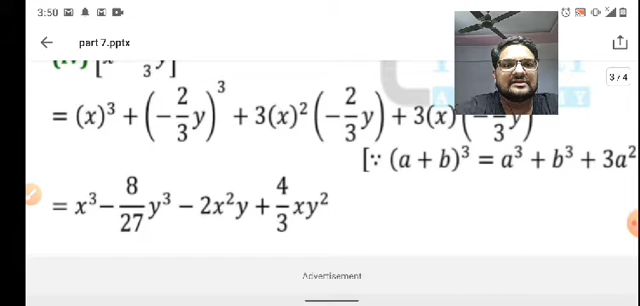 3:50
part 7.pptx
3 / 4
= (x)³ + (−2/3 y)³ + 3(x)² (−2/3 y) + 3(x)
[∵ (a + b)³ = a³ + b³ + 3a²
= x³ − 8/27 y³ − 2x²y + 4/3 xy²
Advertisement